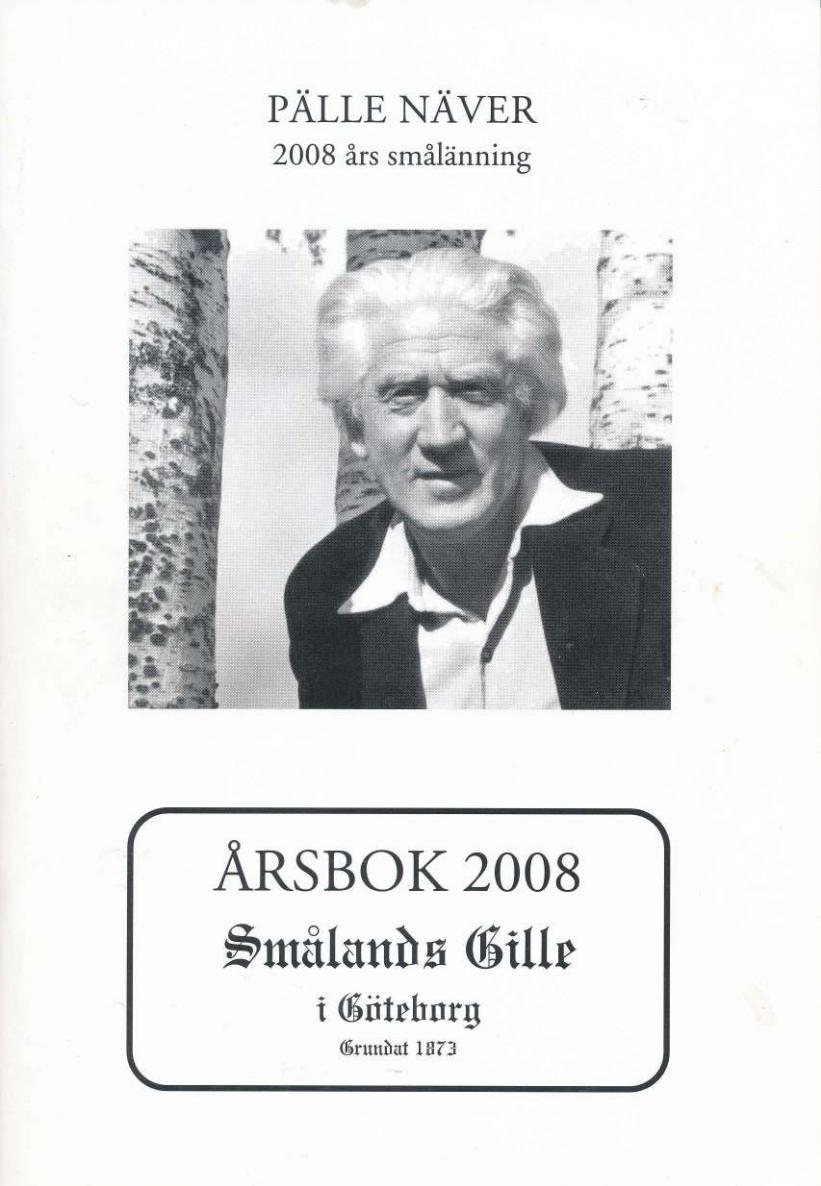 PÄLLE NÄVER
2008 års smålänning
ÅRSBOK 2008
Smålands Gille
i Göteborg
Grundat 1873